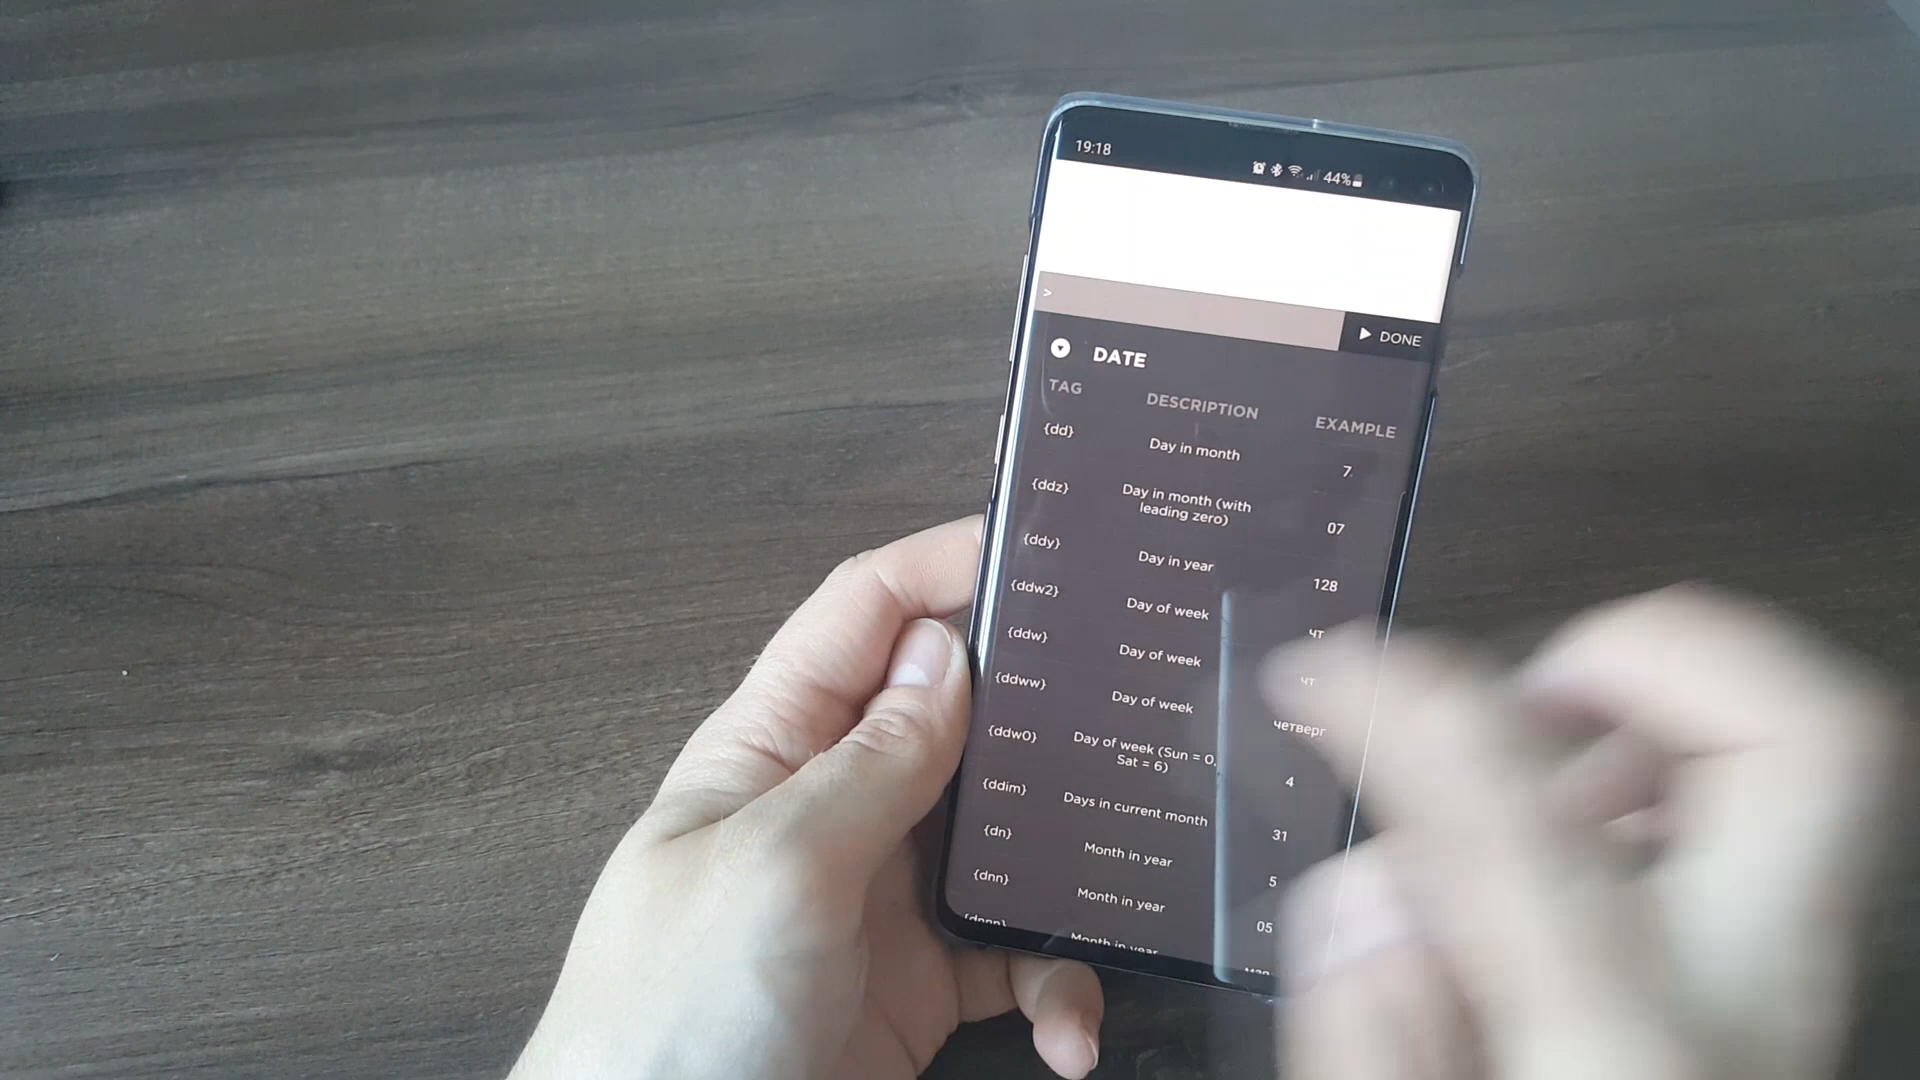 19:18
44%
>
DONE
DATE
TAG DESCRIPTION EXAMPLE
{dd} Day in month 7
{ddz} Day in month (with
leading zero) 07
{ddy} Day in year 128
{ddw2} Day of week чт
{ddw} Day of week чт
{ddww} Day of week четверг
{ddw0} Day of week (Sun = 0,
Sat = 6) 4
{ddim} Days in current month 31
{dn} Month in year 5
{dnn} Month in year 05
{dnnn} Month in year